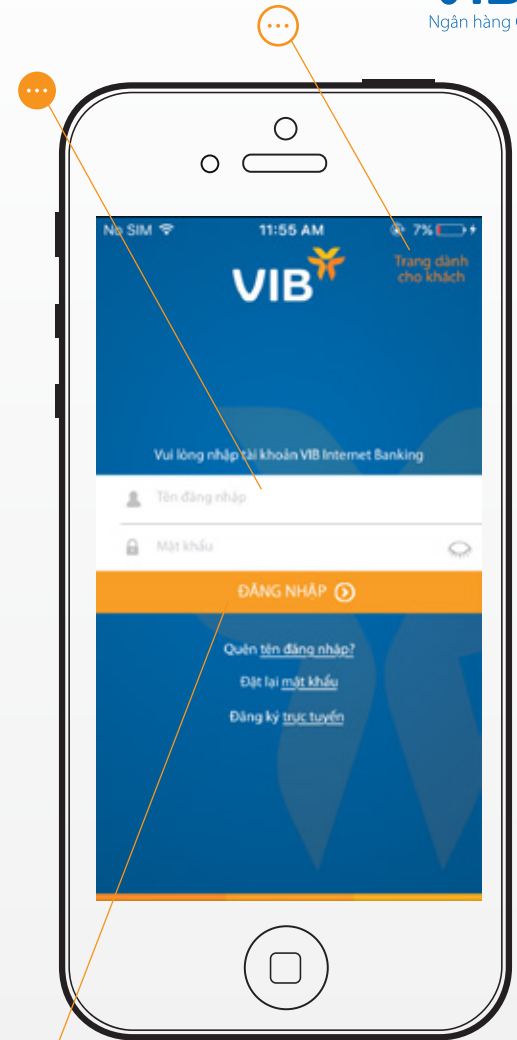 Ngân hàng
No SIM
11:55 AM
7%
VIB
Trang dành
cho khách
Vui lòng nhập tài khoản VIB Internet Banking
Tên đăng nhập
Mật khẩu
ĐĂNG NHẬP
Quên tên đăng nhập?
Đặt lại mật khẩu
Đăng ký trực tuyến